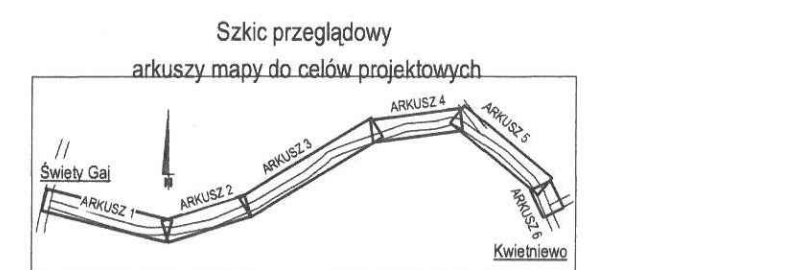 Szkic przeglądowy
arkuszy mapy do celów projektowych
Święty Gaj
ARKUSZ 1
ARKUSZ 2
ARKUSZ 3
ARKUSZ 4
ARKUSZ 5
ARKUSZ 6
Kwietniewo